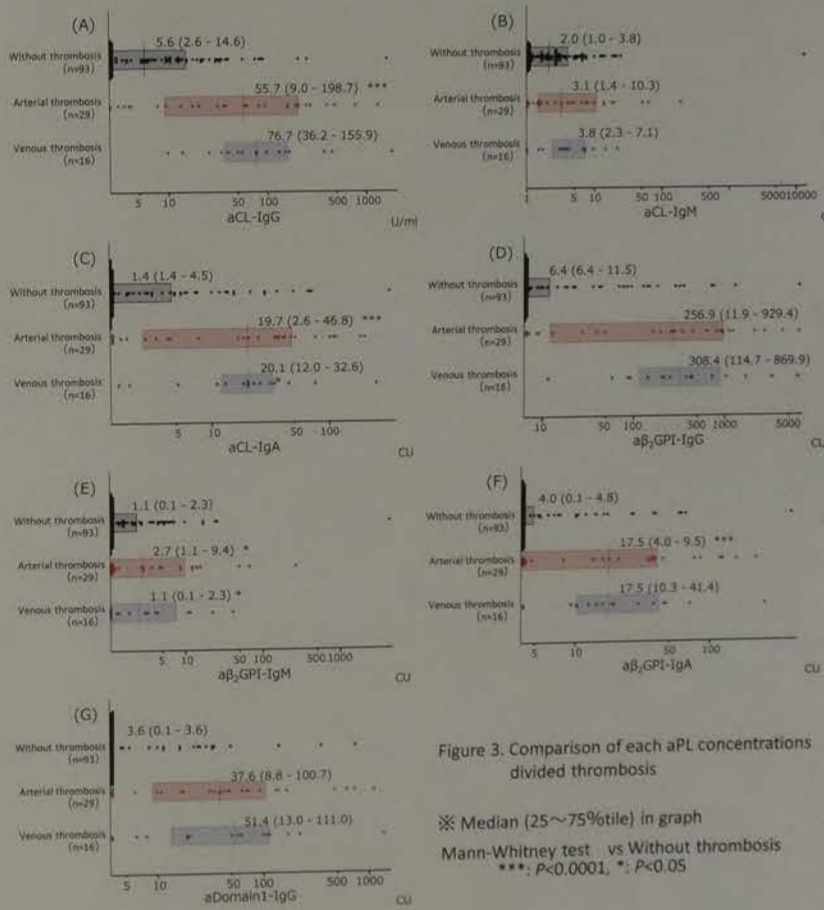 (A)
5.6 (2.6 - 14.6)
Without thrombosis
(n=93)
55.7 (9.0 - 198.7) ***
Arterial thrombosis
(n=29)
76.7 (36.2 - 155.9)
Venous thrombosis
(n=16)
5 10 50 100 500 1000
aCL-IgG U/ml
(B)
2.0 (1.0 - 3.8)
Without thrombosis
(n=93)
3.1 (1.4 - 10.3)
Arterial thrombosis
(n=29)
3.8 (2.3 - 7.1)
Venous thrombosis
(n=16)
1 5 10 50 100 500 5000 10000
aCL-IgM
(C)
1.4 (1.4 - 4.5)
Without thrombosis
(n=93)
19.7 (2.6 - 46.8) ***
Arterial thrombosis
(n=29)
20.1 (12.0 - 32.6)
Venous thrombosis
(n=16)
5 10 50 100
aCL-IgA CU
(D)
6.4 (6.4 - 11.5)
Without thrombosis
(n=93)
256.9 (11.9 - 929.4)
Arterial thrombosis
(n=29)
308.4 (114.7 - 869.9)
Venous thrombosis
(n=16)
10 50 100 500 1000 5000
aβ₂GPI-IgG
(E)
1.1 (0.1 - 2.3)
Without thrombosis
(n=93)
2.7 (1.1 - 9.4) *
Arterial thrombosis
(n=29)
1.1 (0.1 - 2.3) *
Venous thrombosis
(n=16)
5 10 50 100 500 1000
aβ₂GPI-IgM CU
(F)
4.0 (0.1 - 4.8)
Without thrombosis
(n=93)
17.5 (4.0 - 9.5) ***
Arterial thrombosis
(n=29)
17.5 (10.3 - 41.4)
Venous thrombosis
(n=16)
5 10 100
aβ₂GPI-IgA CU
(G)
3.6 (0.1 - 3.6)
Without thrombosis
(n=93)
37.6 (8.8 - 100.7)
Arterial thrombosis
(n=29)
51.4 (13.0 - 111.0)
Venous thrombosis
(n=16)
5 10 50 100 500 1000
aDomain1-IgG CU
Figure 3. Comparison of each aPL concentrations
divided thrombosis
※ Median (25～75%tile) in graph
Mann-Whitney test vs Without thrombosis
***: P<0.0001, *: P<0.05